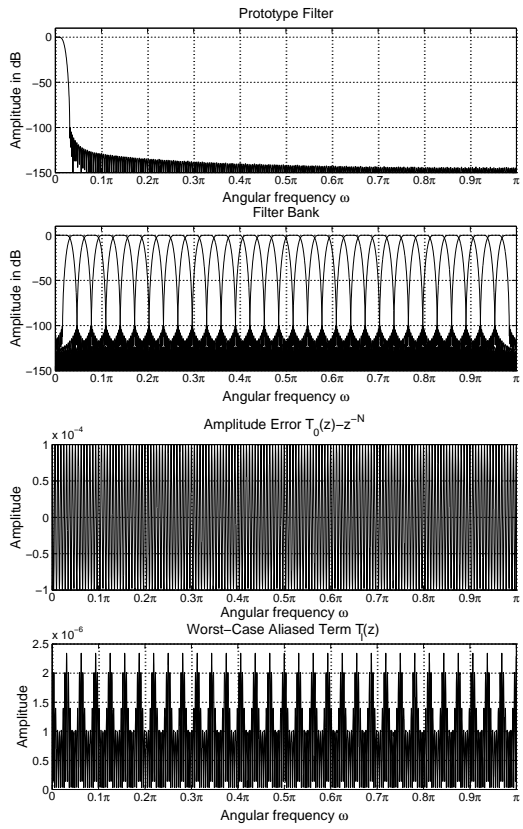 Prototype Filter
Amplitude in dB
0
−50
−100
−150
0 0.1π 0.2π 0.3π 0.4π 0.5π 0.6π 0.7π 0.8π 0.9π π
Angular frequency ω
Filter Bank
Amplitude in dB
0
−50
−100
−150
0 0.1π 0.2π 0.3π 0.4π 0.5π 0.6π 0.7π 0.8π 0.9π π
Angular frequency ω
Amplitude Error T0(z)−z−N
x 10−4
Amplitude
1
0.5
0
−0.5
−1
0 0.1π 0.2π 0.3π 0.4π 0.5π 0.6π 0.7π 0.8π 0.9π π
Angular frequency ω
Worst−Case Aliased Term Tl(z)
x 10−6
Amplitude
2.5
2
1.5
1
0.5
0
0 0.1π 0.2π 0.3π 0.4π 0.5π 0.6π 0.7π 0.8π 0.9π π
Angular frequency ω